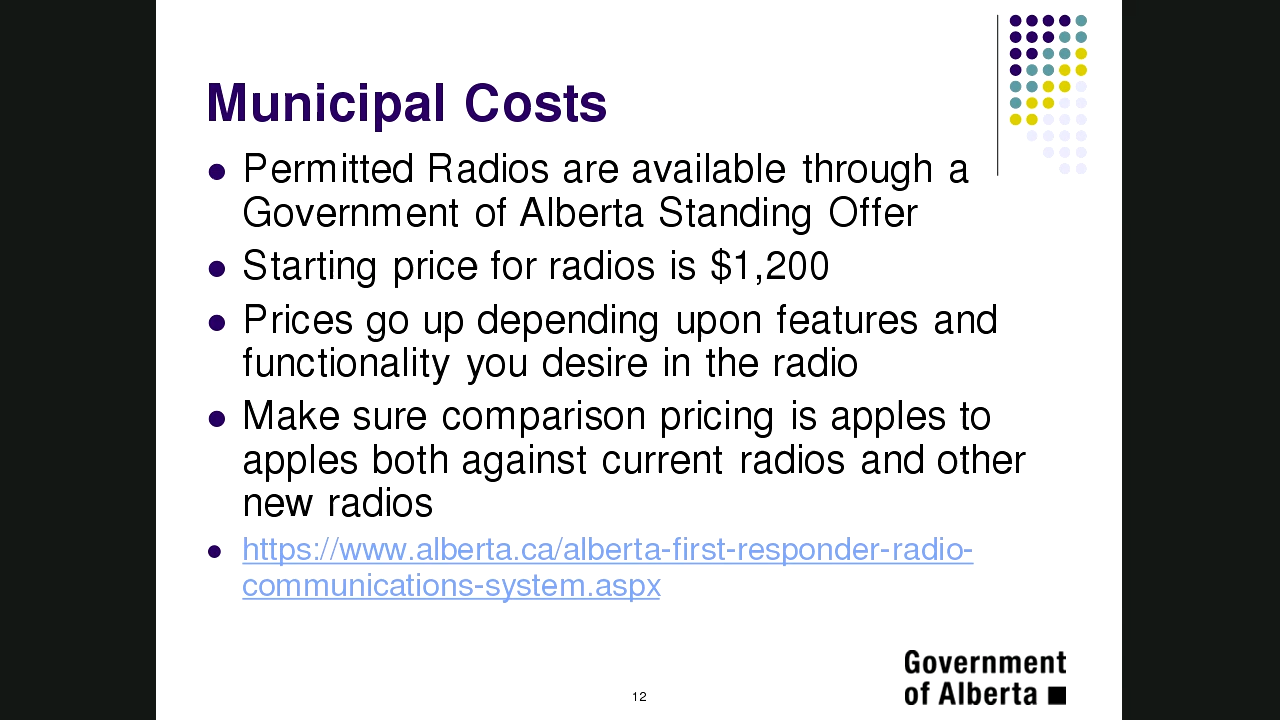 Municipal Costs
Permitted Radios are available through a
Government of Alberta Standing Offer
Starting price for radios is $1,200
Prices go up depending upon features and
functionality you desire in the radio
Make sure comparison pricing is apples to
apples both against current radios and other
new radios
https://www.alberta.ca/alberta-first-responder-radio-
communications-system.aspx
Government
of Alberta
12